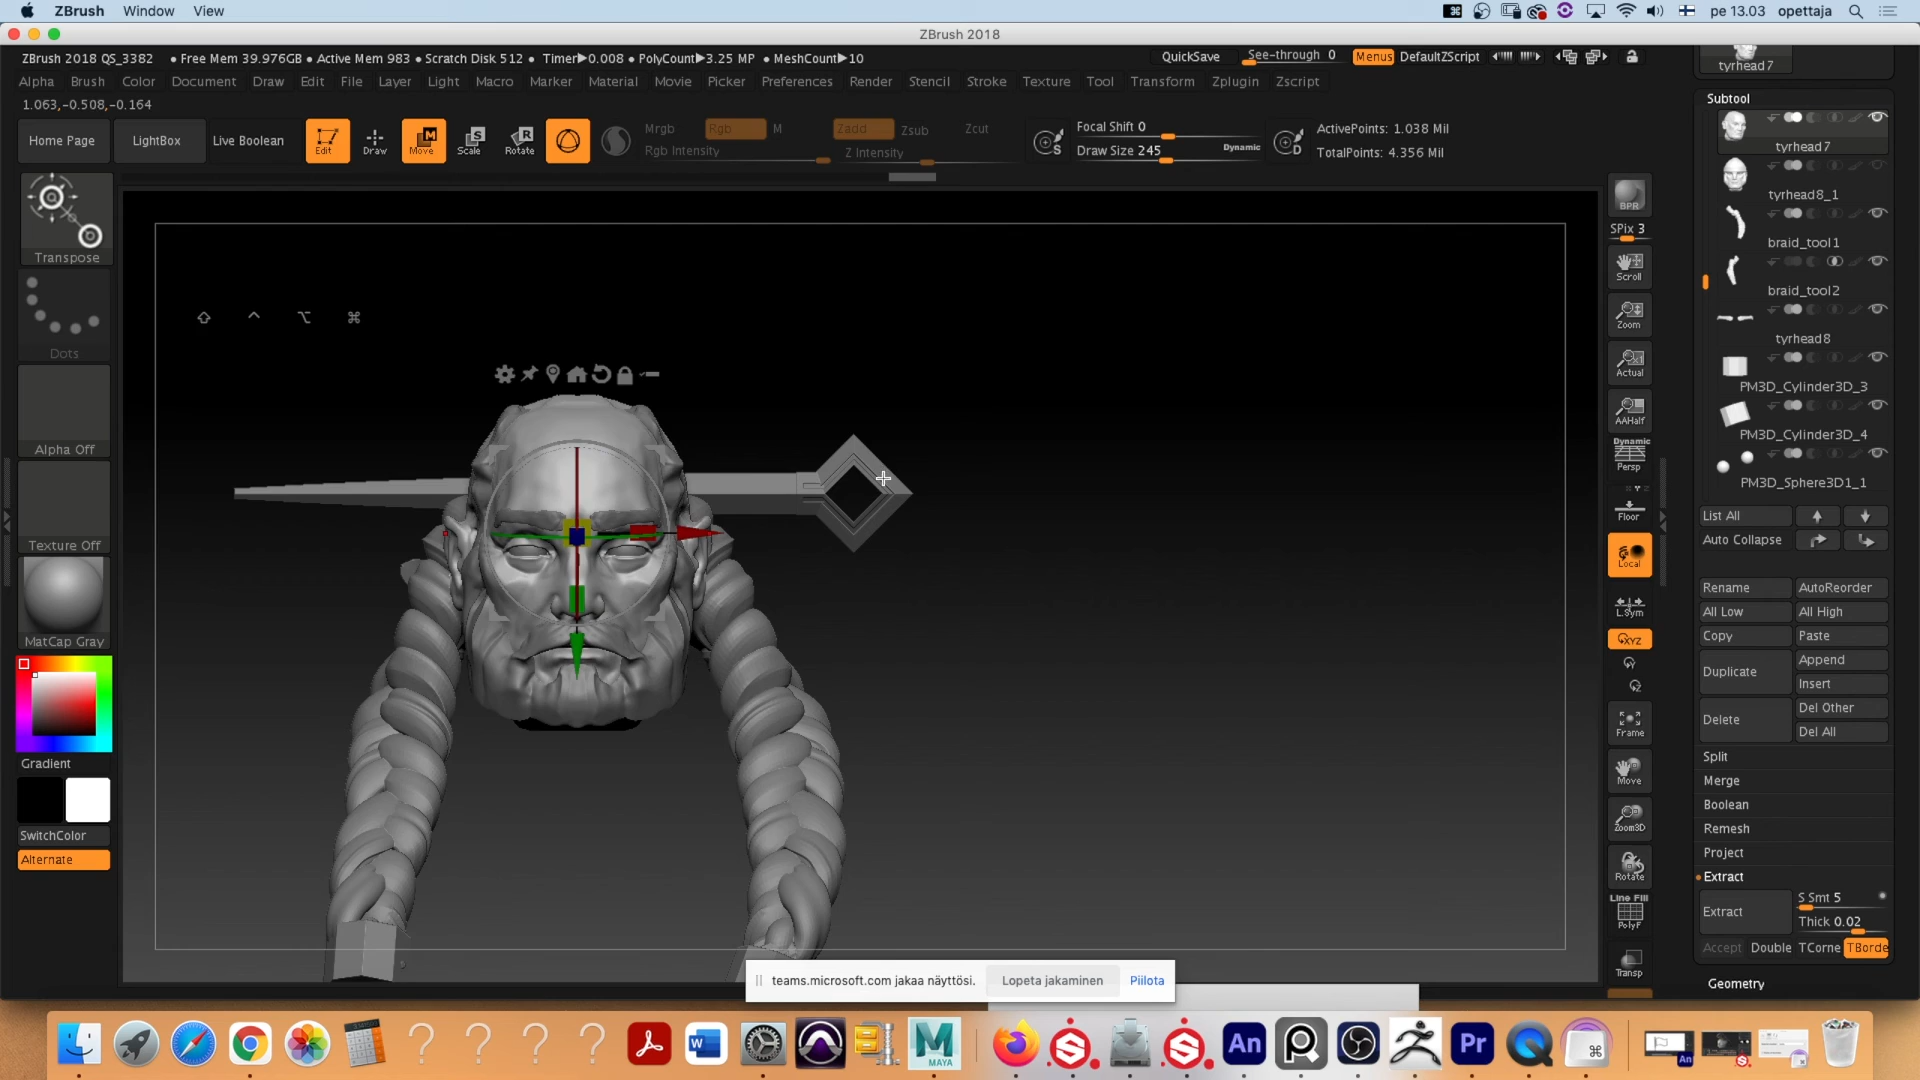 ZBrush Window View
pe 13.03 opettaja
ZBrush 2018
ZBrush 2018 QS_3382 • Free Mem 39.976GB • Active Mem 983 • Scratch Disk 512 • Timer▶0.008 • PolyCount▶3.25 MP • MeshCount▶10
QuickSave See-through 0 Menus DefaultZScript
Alpha Brush Color Document Draw Edit File Layer Light Macro Marker Material Movie Picker Preferences Render Stencil Stroke Texture Tool Transform Zplugin Zscript
1.063,-0.508,-0.164
Home Page LightBox Live Boolean Edit Draw Move Scale Rotate
Mrgb Rgb M Zadd Zsub Zcut
Rgb Intensity Z Intensity
Focal Shift 0
Draw Size 245 Dynamic
ActivePoints: 1.038 Mil
TotalPoints: 4.356 Mil
Transpose
Dots
Alpha Off
Texture Off
MatCap Gray
Gradient
SwitchColor
Alternate
⇧ ^ ⌥ ⌘
BPR
SPix 3
Scroll
Zoom
Actual
AAHalf
Dynamic
Persp
Floor
Local
L.Sym
XYZ
Y
Z
Frame
Move
Zoom3D
Rotate
Line Fill
PolyF
Transp
tyrhead7
Subtool
tyrhead7
tyrhead8_1
braid_tool1
braid_tool2
tyrhead8
PM3D_Cylinder3D_3
PM3D_Cylinder3D_4
PM3D_Sphere3D1_1
List All
Auto Collapse
Rename AutoReorder
All Low All High
Copy Paste
Duplicate Append
Insert
Delete Del Other
Del All
Split
Merge
Boolean
Remesh
Project
Extract
Extract S Smt 5
Thick 0.02
Accept Double TCorne TBorde
Geometry
teams.microsoft.com jakaa näyttösi. Lopeta jakaminen Piilota
W MAYA An Pr An